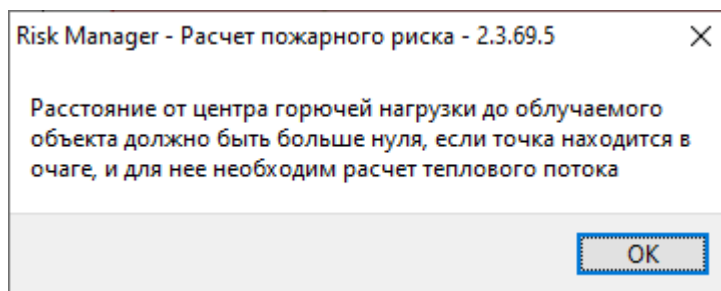 Risk Manager - Расчет пожарного риска - 2.3.69.5
Расстояние от центра горючей нагрузки до облучаемого
объекта должно быть больше нуля, если точка находится в
очаге, и для нее необходим расчет теплового потока
OK